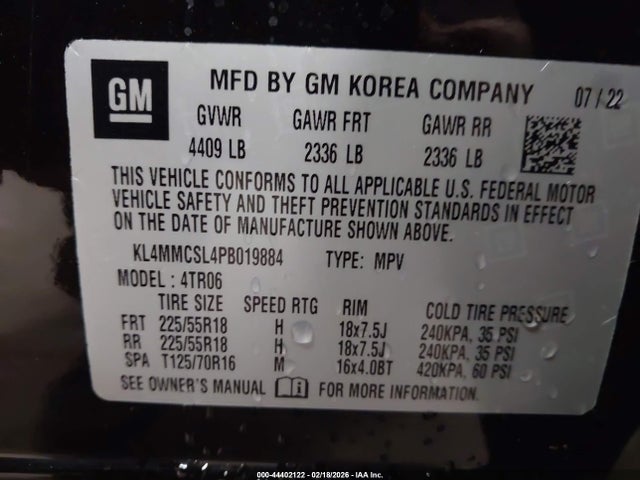 GM MFD BY GM KOREA COMPANY 07 / 22
GVWR GAWR FRT GAWR RR
4409 LB 2336 LB 2336 LB
THIS VEHICLE CONFORMS TO ALL APPLICABLE U.S. FEDERAL MOTOR
VEHICLE SAFETY AND THEFT PREVENTION STANDARDS IN EFFECT
ON THE DATE OF MANUFACTURE SHOWN ABOVE.
KL4MMCSL4PB019884 TYPE: MPV
MODEL : 4TR06
TIRE SIZE SPEED RTG RIM COLD TIRE PRESSURE
FRT 225/55R18 H 18x7.5J 240KPA, 35 PSI
RR 225/55R18 H 18x7.5J 240KPA, 35 PSI
SPA T125/70R16 M 16x4.0BT 420KPA, 60 PSI
SEE OWNER'S MANUAL FOR MORE INFORMATION.
000-44402122 - 02/18/2026 - IAA Inc.